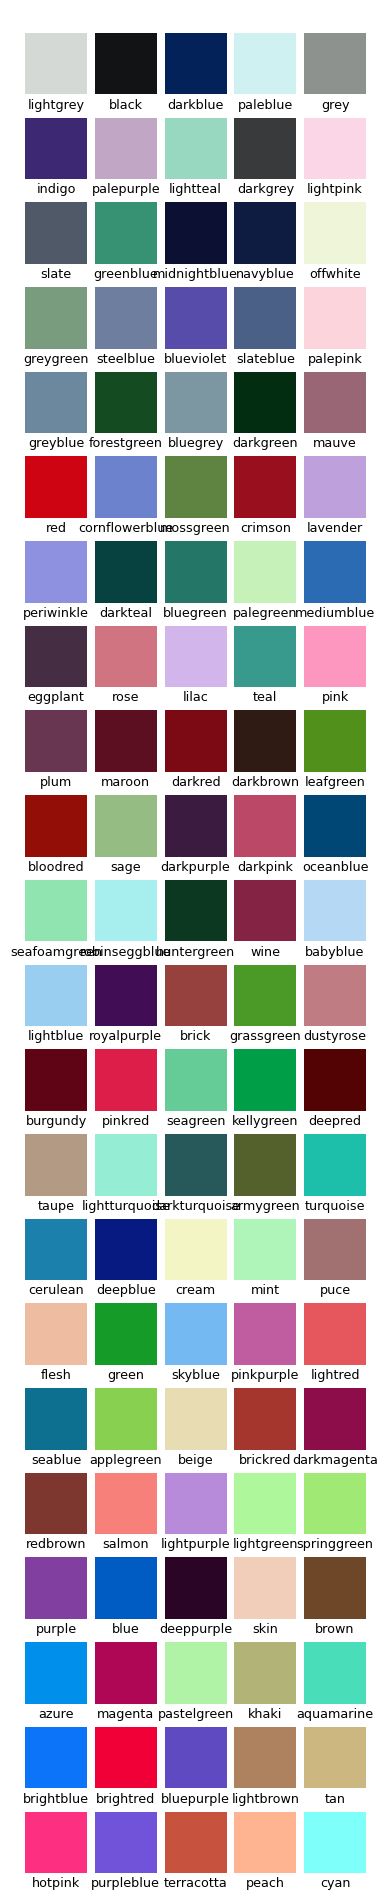 lightgrey black darkblue paleblue grey
indigo palepurple lightteal darkgrey lightpink
slate greenblue midnightblue navyblue offwhite
greygreen steelblue blueviolet slateblue palepink
greyblue forestgreen bluegrey darkgreen mauve
red cornflowerblue mossgreen crimson lavender
periwinkle darkteal bluegreen palegreen mediumblue
eggplant rose lilac teal pink
plum maroon darkred darkbrown leafgreen
bloodred sage darkpurple darkpink oceanblue
seafoamgreen robinseggblue huntergreen wine babyblue
lightblue royalpurple brick grassgreen dustyrose
burgundy pinkred seagreen kellygreen deepred
taupe lightturquoise darkturquoise armygreen turquoise
cerulean deepblue cream mint puce
flesh green skyblue pinkpurple lightred
seablue applegreen beige brickred darkmagenta
redbrown salmon lightpurple lightgreen springgreen
purple blue deeppurple skin brown
azure magenta pastelgreen khaki aquamarine
brightblue brightred bluepurple lightbrown tan
hotpink purpleblue terracotta peach cyan